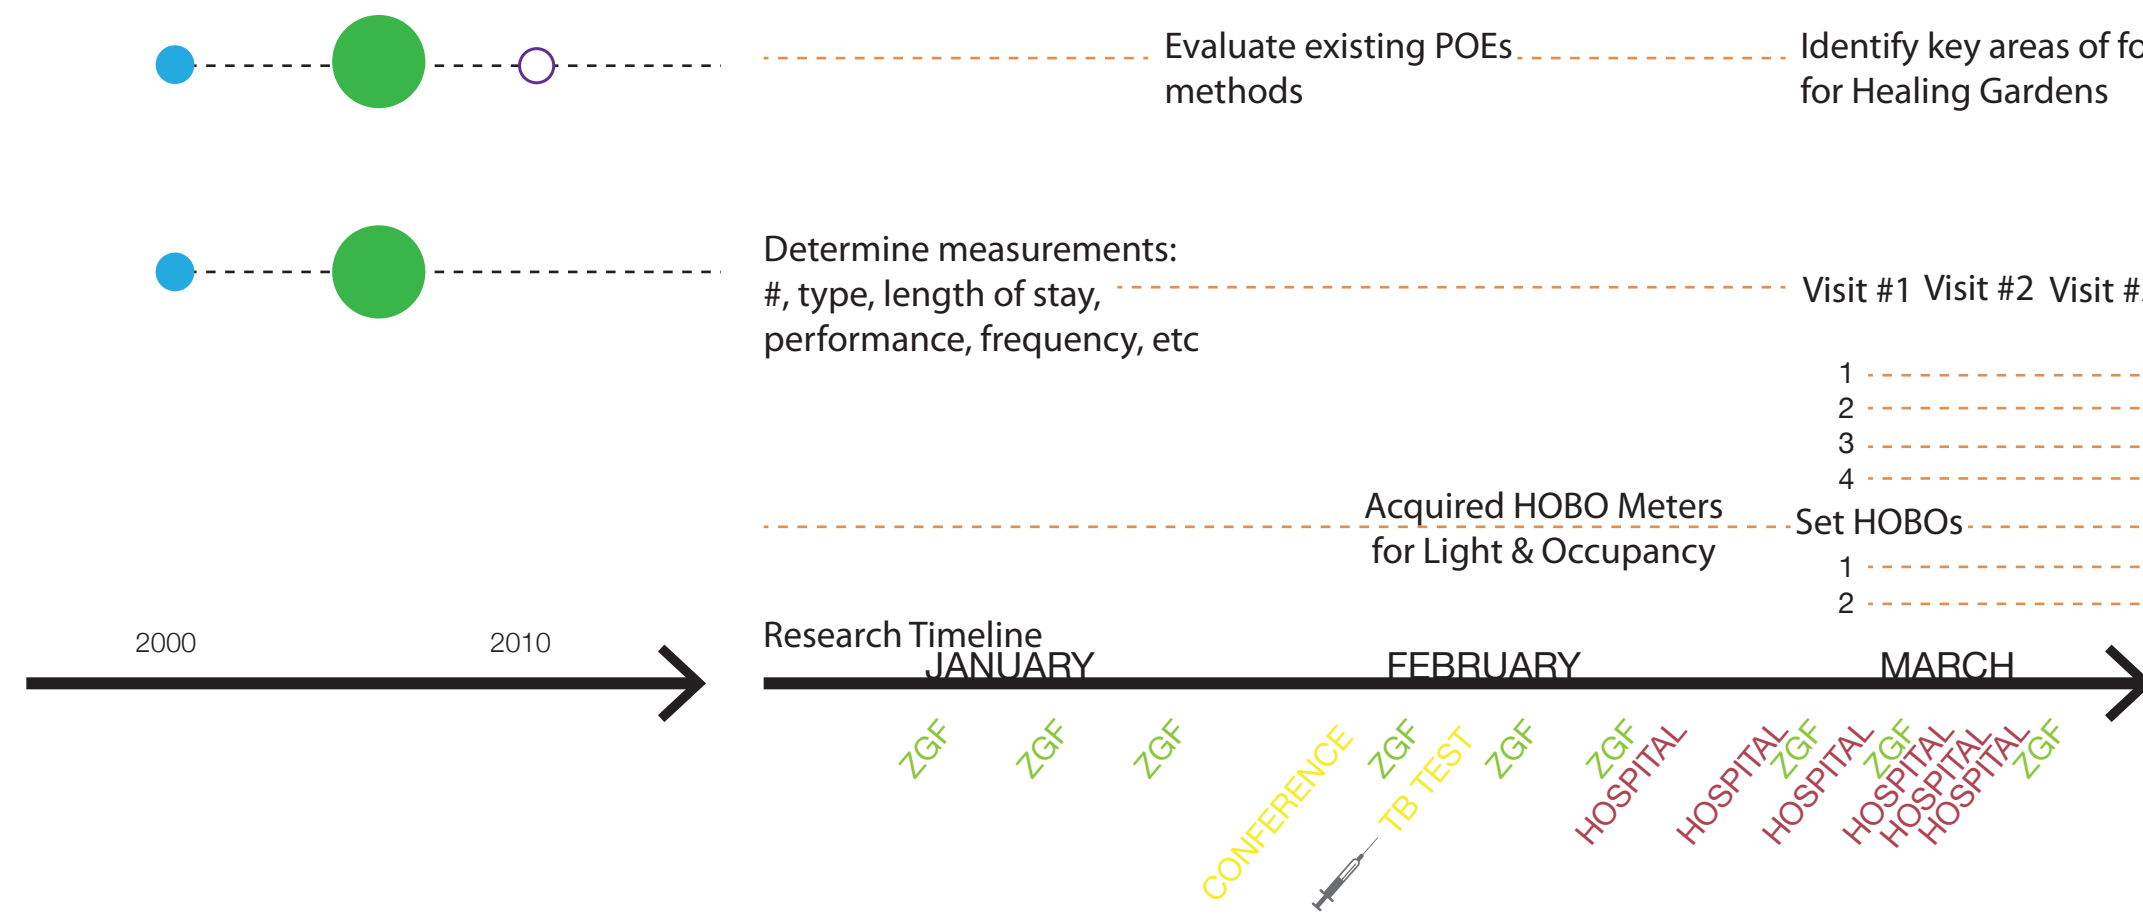 Evaluate existing POEs
methods
Identify key areas of fo
for Healing Gardens
Determine measurements:
#, type, length of stay,
performance, frequency, etc
Visit #1 Visit #2 Visit #
1
2
3
4
Acquired HOBO Meters
for Light & Occupancy
Set HOBOs
1
2
2000 2010
Research Timeline
JANUARY FEBRUARY MARCH
ZGF
ZGF
ZGF
CONFERENCE
ZGF
TB TEST
ZGF
ZGF
HOSPITAL
HOSPITAL
ZGF
HOSPITAL
ZGF
HOSPITAL
HOSPITAL
HOSPITAL
ZGF